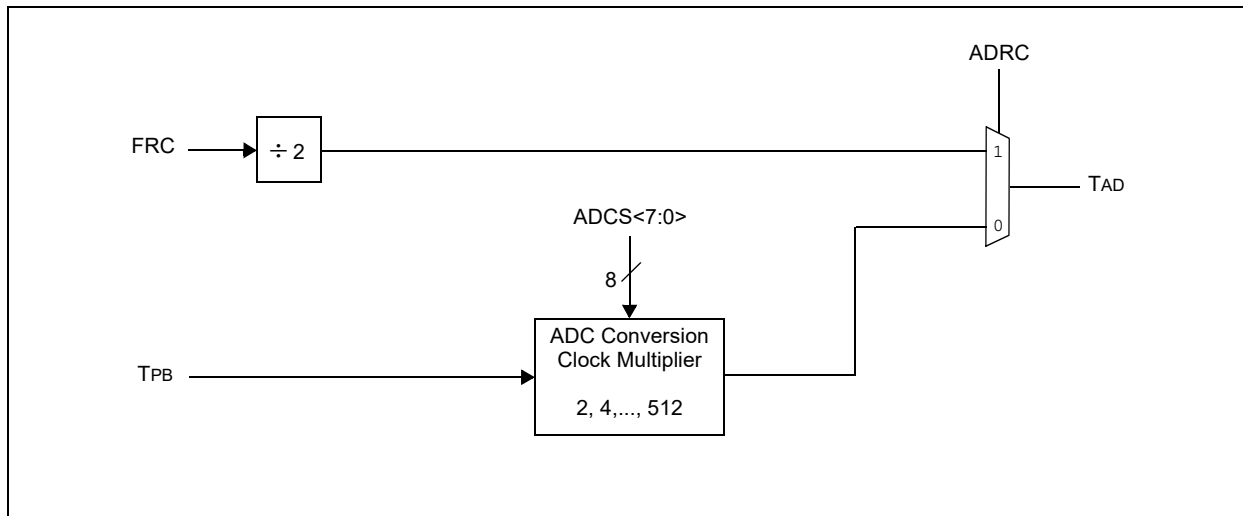 ADRC
FRC
÷ 2
1
TAD
ADCS<7:0>
0
8
ADC Conversion
Clock Multiplier
TPB
2, 4,..., 512